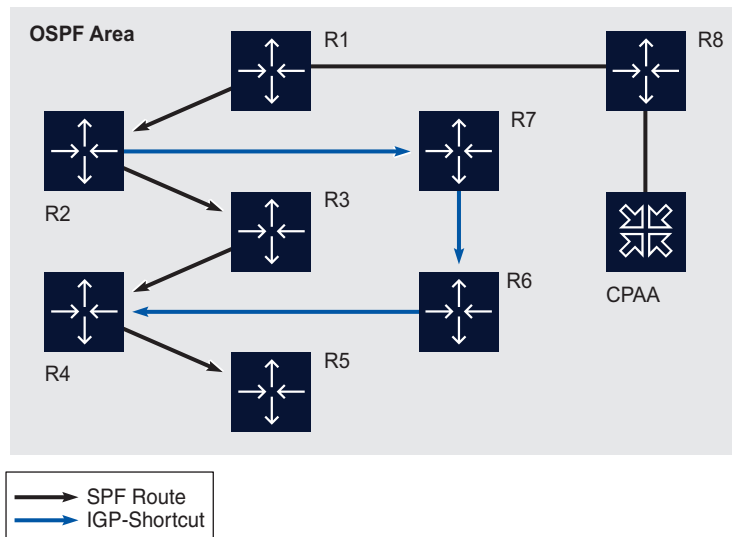 OSPF Area
R1
R8
R7
R2
R3
R6
CPAA
R4
R5
SPF Route
IGP-Shortcut